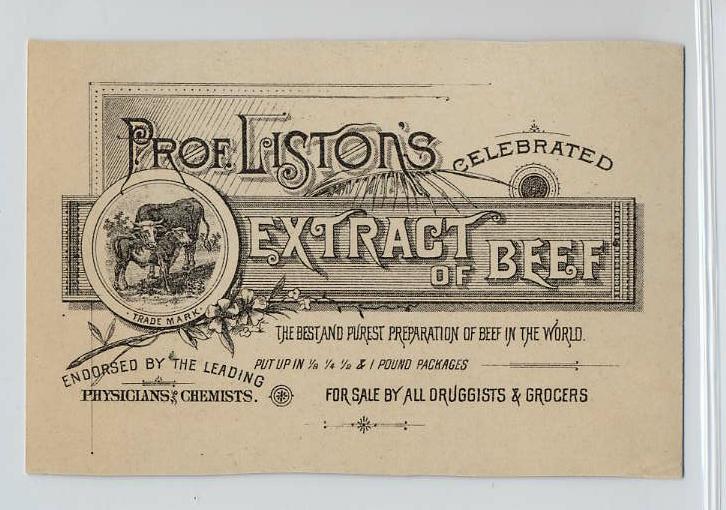 PROF. LISTON'S
CELEBRATED
EXTRACT
OF BEEF
TRADE MARK
THE BEST AND PUREST PREPARATION OF BEEF IN THE WORLD.
PUT UP IN 1/8 1/4 1/2 & 1 POUND PACKAGES
ENDORSED BY THE LEADING
PHYSICIANS & CHEMISTS.
FOR SALE BY ALL DRUGGISTS & GROCERS